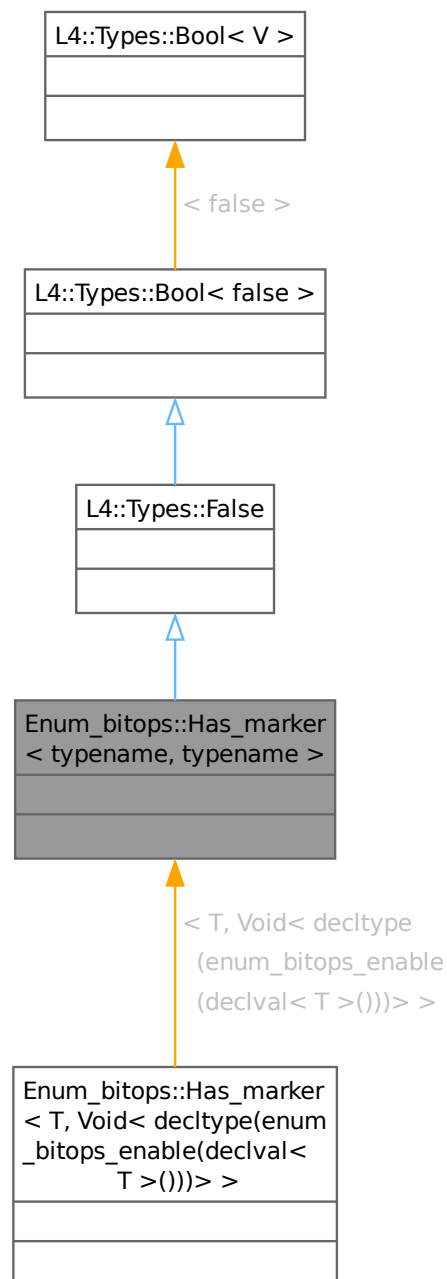 L4::Types::Bool< V >
< false >
L4::Types::Bool< false >
L4::Types::False
Enum_bitops::Has_marker
< typename, typename >
< T, Void< decltype
(enum_bitops_enable
(declval< T >()))> >
Enum_bitops::Has_marker
< T, Void< decltype(enum
_bitops_enable(declval<
T >()))> >